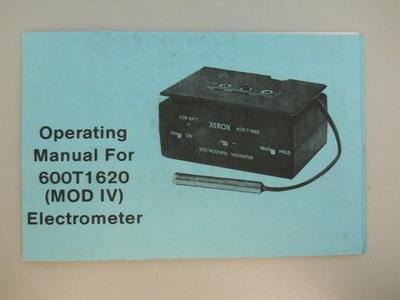 Operating
Manual For
600T1620
(MOD IV)
Electrometer
LOW BATT.
XEROX 600T1620
OFF ON
READ HOLD
ELECTROSTATIC VOLTMETER